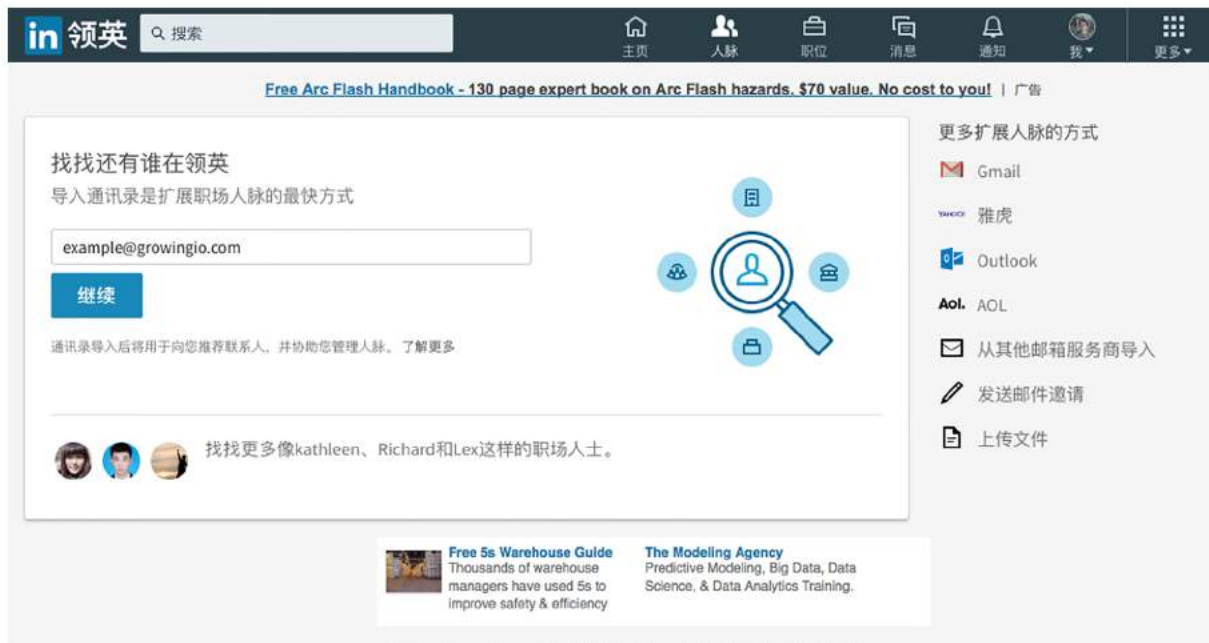 in 领英
搜索
主页
人脉
职位
消息
通知
我
更多
Free Arc Flash Handbook - 130 page expert book on Arc Flash hazards. $70 value. No cost to you! | 广告
找找还有谁在领英
导入通讯录是扩展职场人脉的最快方式
example@growingio.com
继续
通讯录导入后将用于向您推荐联系人，并协助您管理人脉。了解更多
找找更多像kathleen、Richard和Lex这样的职场人士。
更多扩展人脉的方式
Gmail
YAHOO! 雅虎
Outlook
Aol. AOL
从其他邮箱服务商导入
发送邮件邀请
上传文件
Free 5s Warehouse Guide
Thousands of warehouse
managers have used 5s to
improve safety & efficiency
The Modeling Agency
Predictive Modeling, Big Data, Data
Science, & Data Analytics Training.